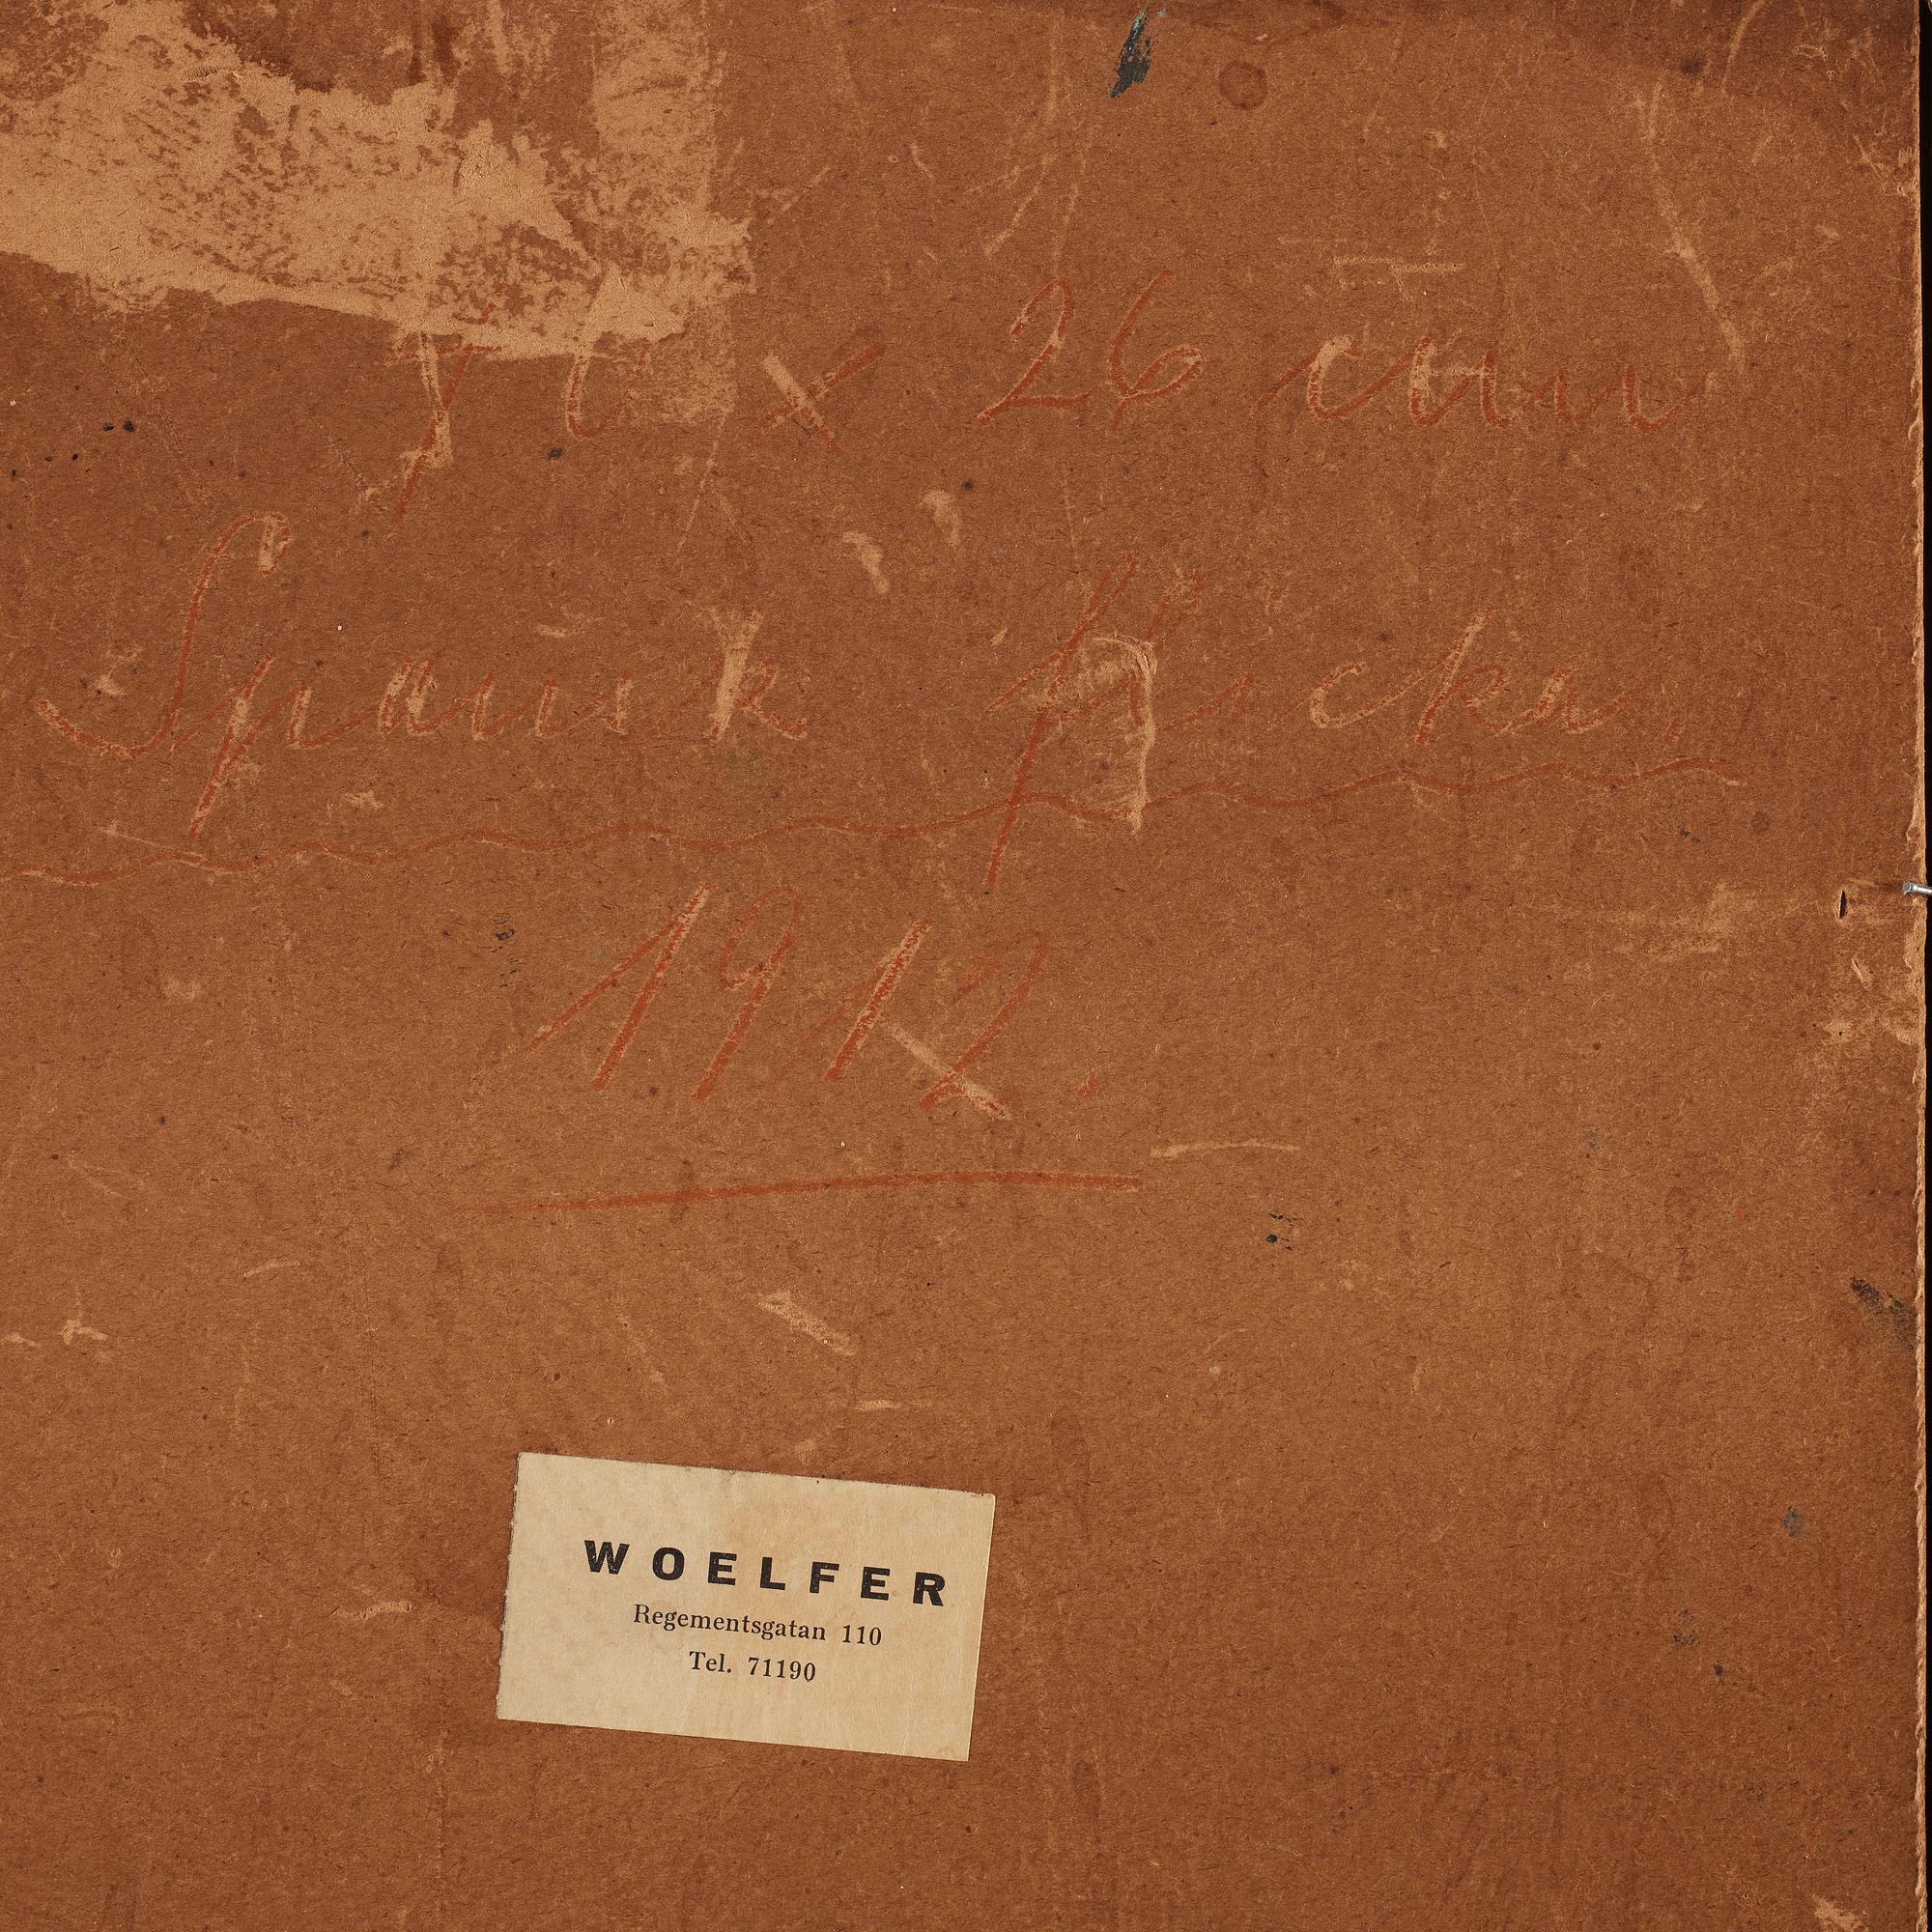 x 26 cm
Spansk flicka.
1912.
WOELFER
Regementsgatan 110
Tel. 71190